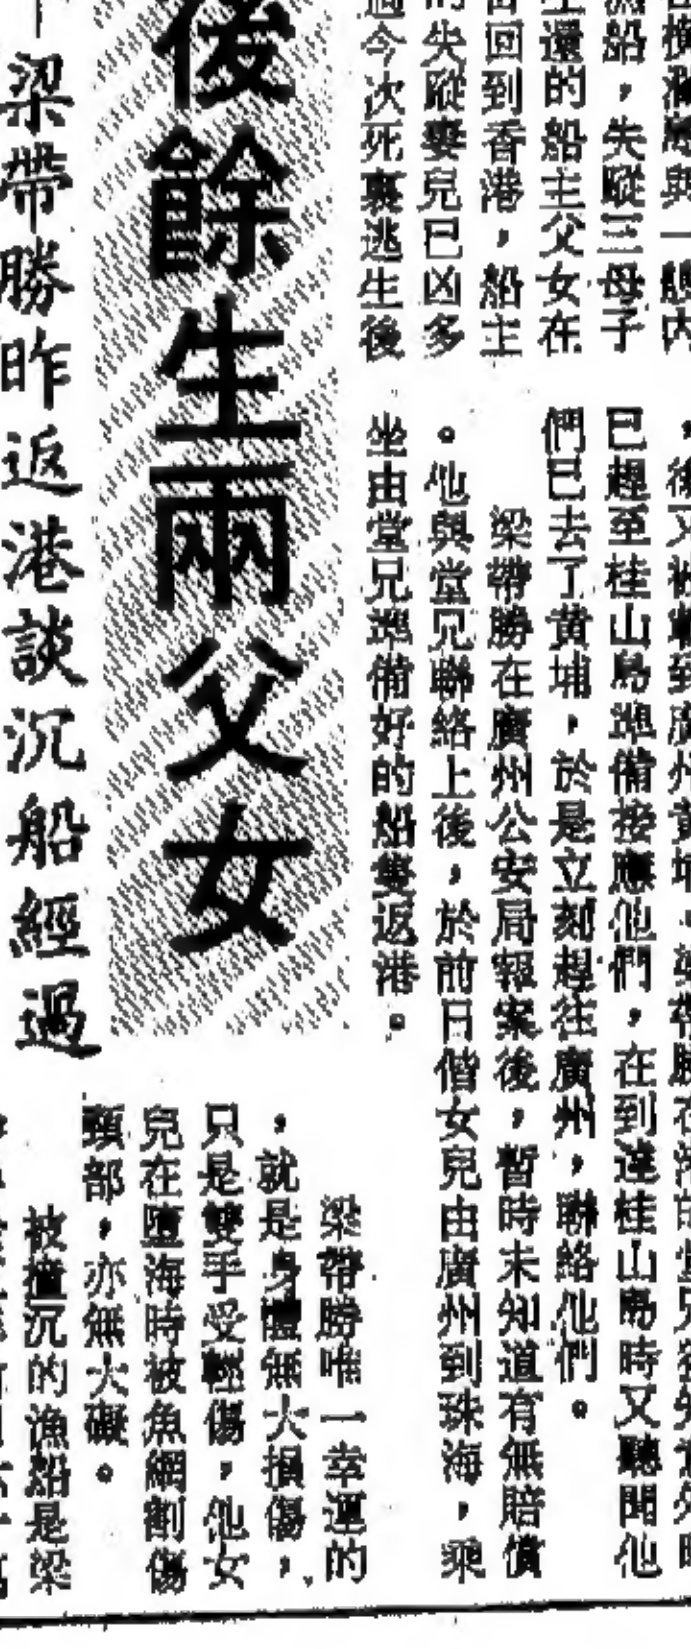 已趕至桂山島準備接應他們，在到達桂山島時又聽聞他
們已去了黃埔，於是立刻趕往廣州，聯絡他們。
梁帶勝在廣州公安局報案後，暫時未知道有無賠償
。他與堂兄聯絡上後，於前日偕女兒由廣州到珠海，乘
坐由堂兄準備好的船隻返港。
漁船，失蹤三母子
生還的船主父女在
回到香港，船主
的失蹤妻兒已凶多
過今次死裏逃生後
後餘生兩父女
梁帶勝昨返港談沉船經過
梁帶勝唯一幸運的
，就是身體無大損傷，
只是雙手受輕傷，他女
兒在墮海時被魚網割傷
頸部，亦無大礙。
被撞沉的漁船是梁